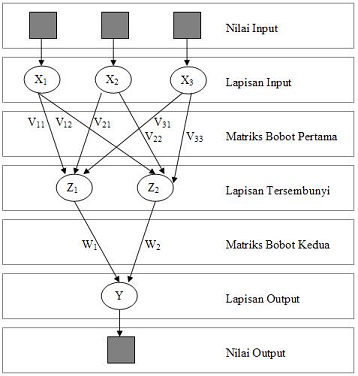 Nilai Input
X1 X2 X3 Lapisan Input
V11 V12 V21 V31
V22 V33 Matriks Bobot Pertama
Z1 Z2 Lapisan Tersembunyi
W1 W2 Matriks Bobot Kedua
Y Lapisan Output
Nilai Output